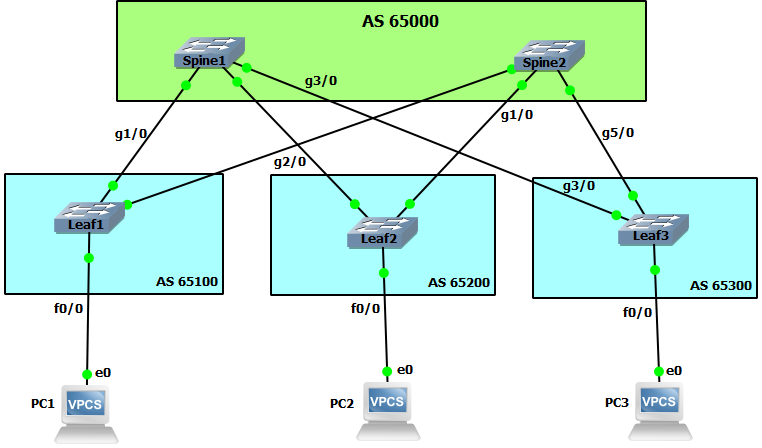 AS 65000
Spine1
Spine2
g3/0
g1/0
g1/0
g5/0
g2/0
g3/0
Leaf1
Leaf2
Leaf3
AS 65100
AS 65200
AS 65300
f0/0
f0/0
f0/0
e0
e0
e0
PC1
VPCS
PC2
VPCS
PC3
VPCS